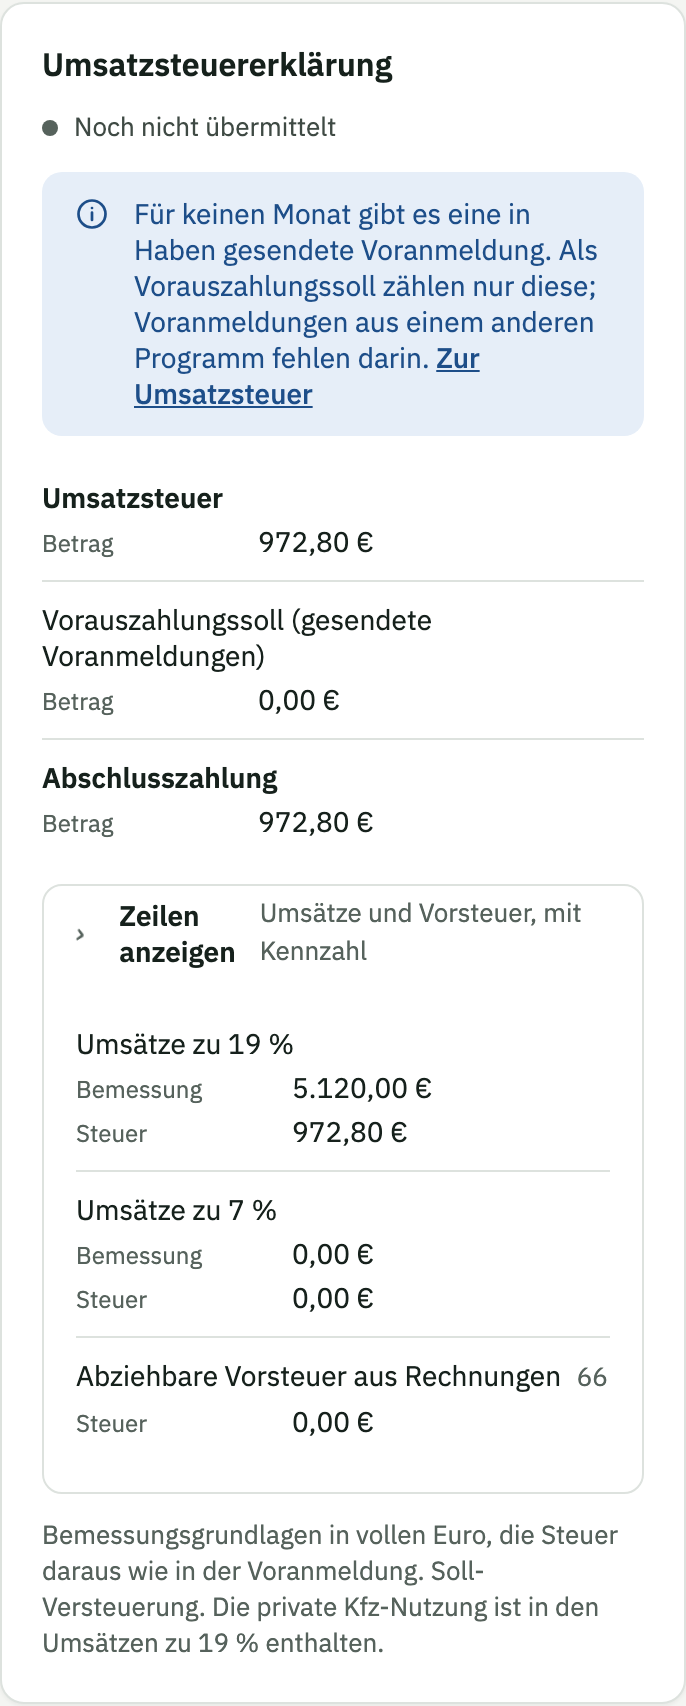 Umsatzsteuererklärung
Noch nicht übermittelt
Für keinen Monat gibt es eine in
Haben gesendete Voranmeldung. Als
Vorauszahlungssoll zählen nur diese;
Voranmeldungen aus einem anderen
Programm fehlen darin. Zur
Umsatzsteuer
Umsatzsteuer
Betrag 972,80 €
Vorauszahlungssoll (gesendete
Voranmeldungen)
Betrag 0,00 €
Abschlusszahlung
Betrag 972,80 €
Zeilen anzeigen
Umsätze und Vorsteuer, mit
Kennzahl
Umsätze zu 19 %
Bemessung 5.120,00 €
Steuer 972,80 €
Umsätze zu 7 %
Bemessung 0,00 €
Steuer 0,00 €
Abziehbare Vorsteuer aus Rechnungen 66
Steuer 0,00 €
Bemessungsgrundlagen in vollen Euro, die Steuer
daraus wie in der Voranmeldung. Soll-
Versteuerung. Die private Kfz-Nutzung ist in den
Umsätzen zu 19 % enthalten.